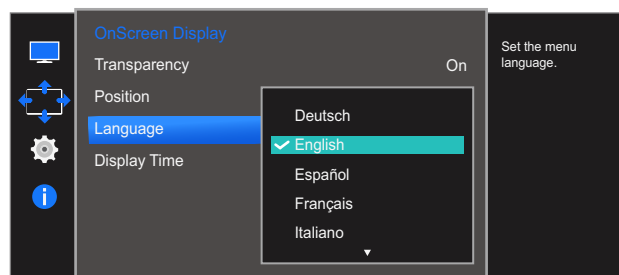 OnScreen Display
Transparency On
Position
Language
Display Time
Deutsch
English
Español
Français
Italiano
Set the menu
language.